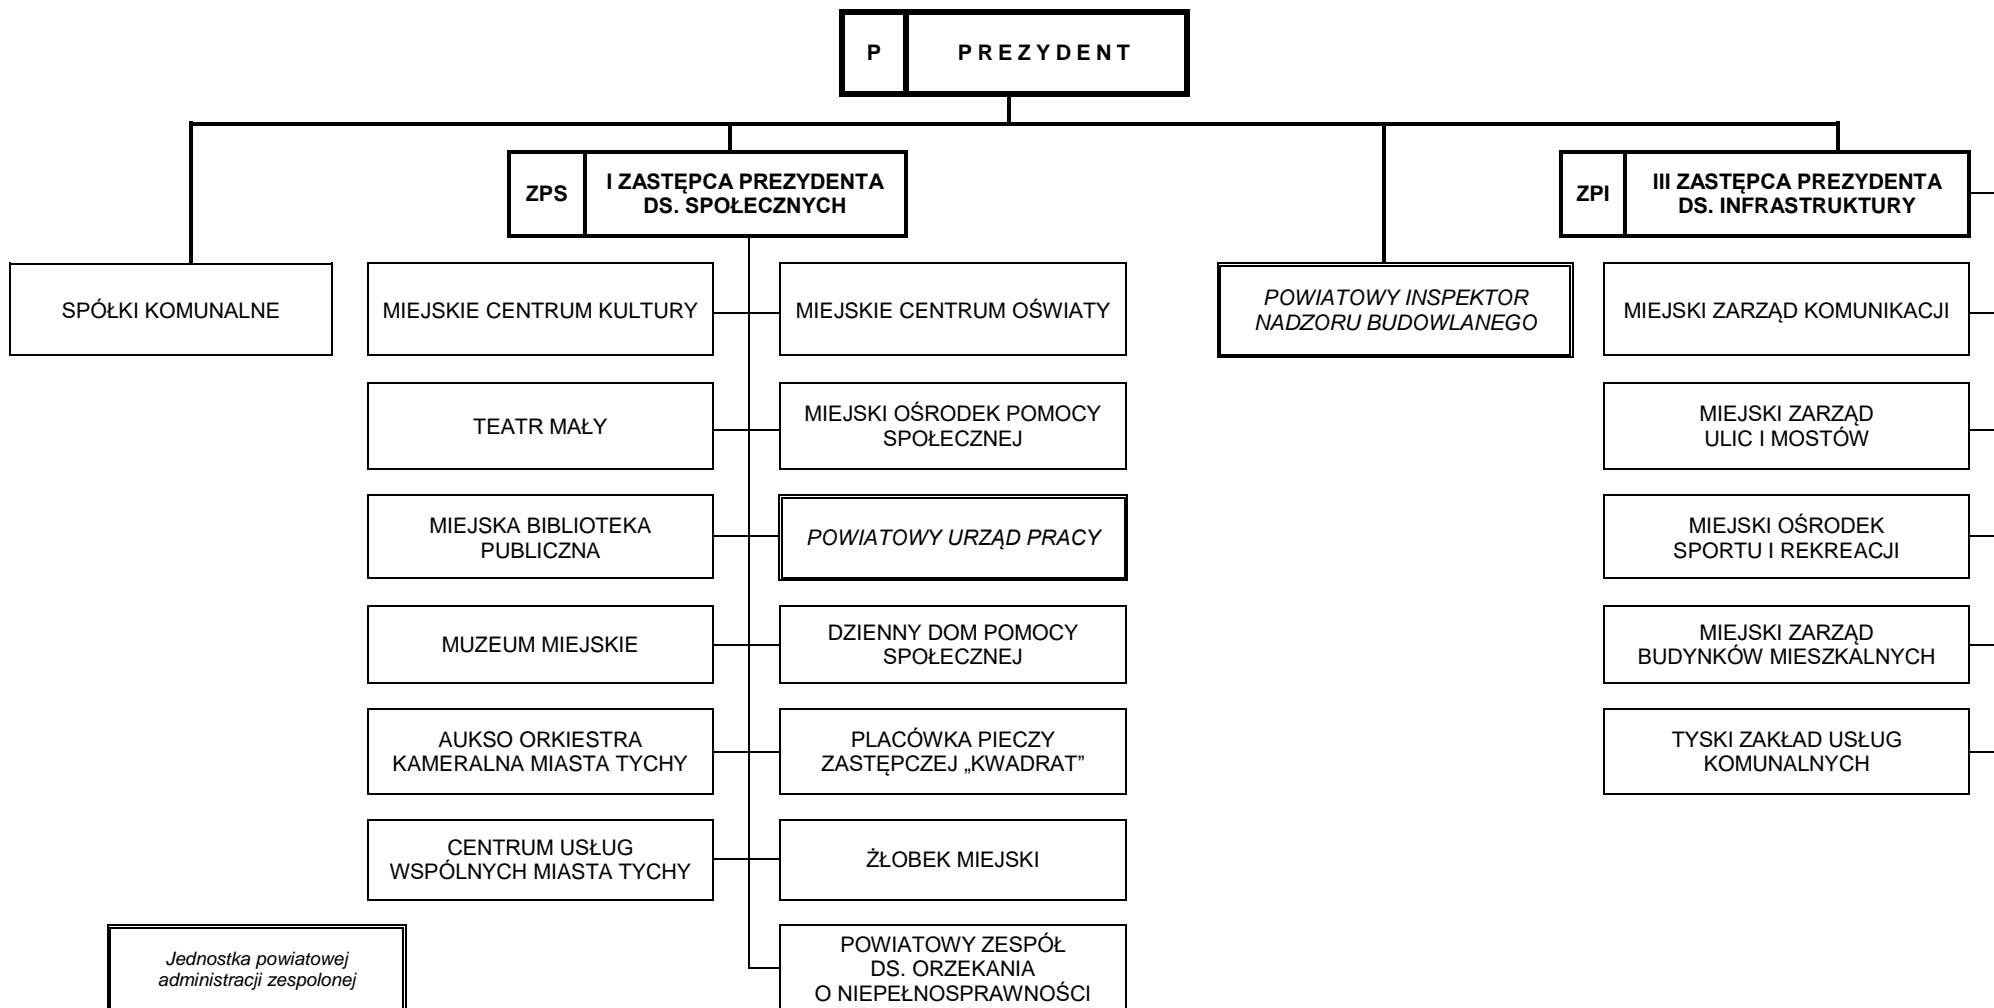 P
PREZYDENT
ZPS
I ZASTĘPCA PREZYDENTA
DS. SPOŁECZNYCH
ZPI
III ZASTĘPCA PREZYDENTA
DS. INFRASTRUKTURY
SPÓŁKI KOMUNALNE
MIEJSKIE CENTRUM KULTURY
MIEJSKIE CENTRUM OŚWIATY
POWIATOWY INSPEKTOR
NADZORU BUDOWLANEGO
MIEJSKI ZARZĄD KOMUNIKACJI
TEATR MAŁY
MIEJSKI OŚRODEK POMOCY
SPOŁECZNEJ
MIEJSKI ZARZĄD
ULIC I MOSTÓW
MIEJSKA BIBLIOTEKA
PUBLICZNA
POWIATOWY URZĄD PRACY
MIEJSKI OŚRODEK
SPORTU I REKREACJI
MUZEUM MIEJSKIE
DZIENNY DOM POMOCY
SPOŁECZNEJ
MIEJSKI ZARZĄD
BUDYNKÓW MIESZKALNYCH
AUKSO ORKIESTRA
KAMERALNA MIASTA TYCHY
PLACÓWKA PIECZY
ZASTĘPCZEJ „KWADRAT”
TYSKI ZAKŁAD USŁUG
KOMUNALNYCH
CENTRUM USŁUG
WSPÓLNYCH MIASTA TYCHY
ŻŁOBEK MIEJSKI
Jednostka powiatowej
administracji zespolonej
POWIATOWY ZESPÓŁ
DS. ORZEKANIA
O NIEPEŁNOSPRAWNOŚCI